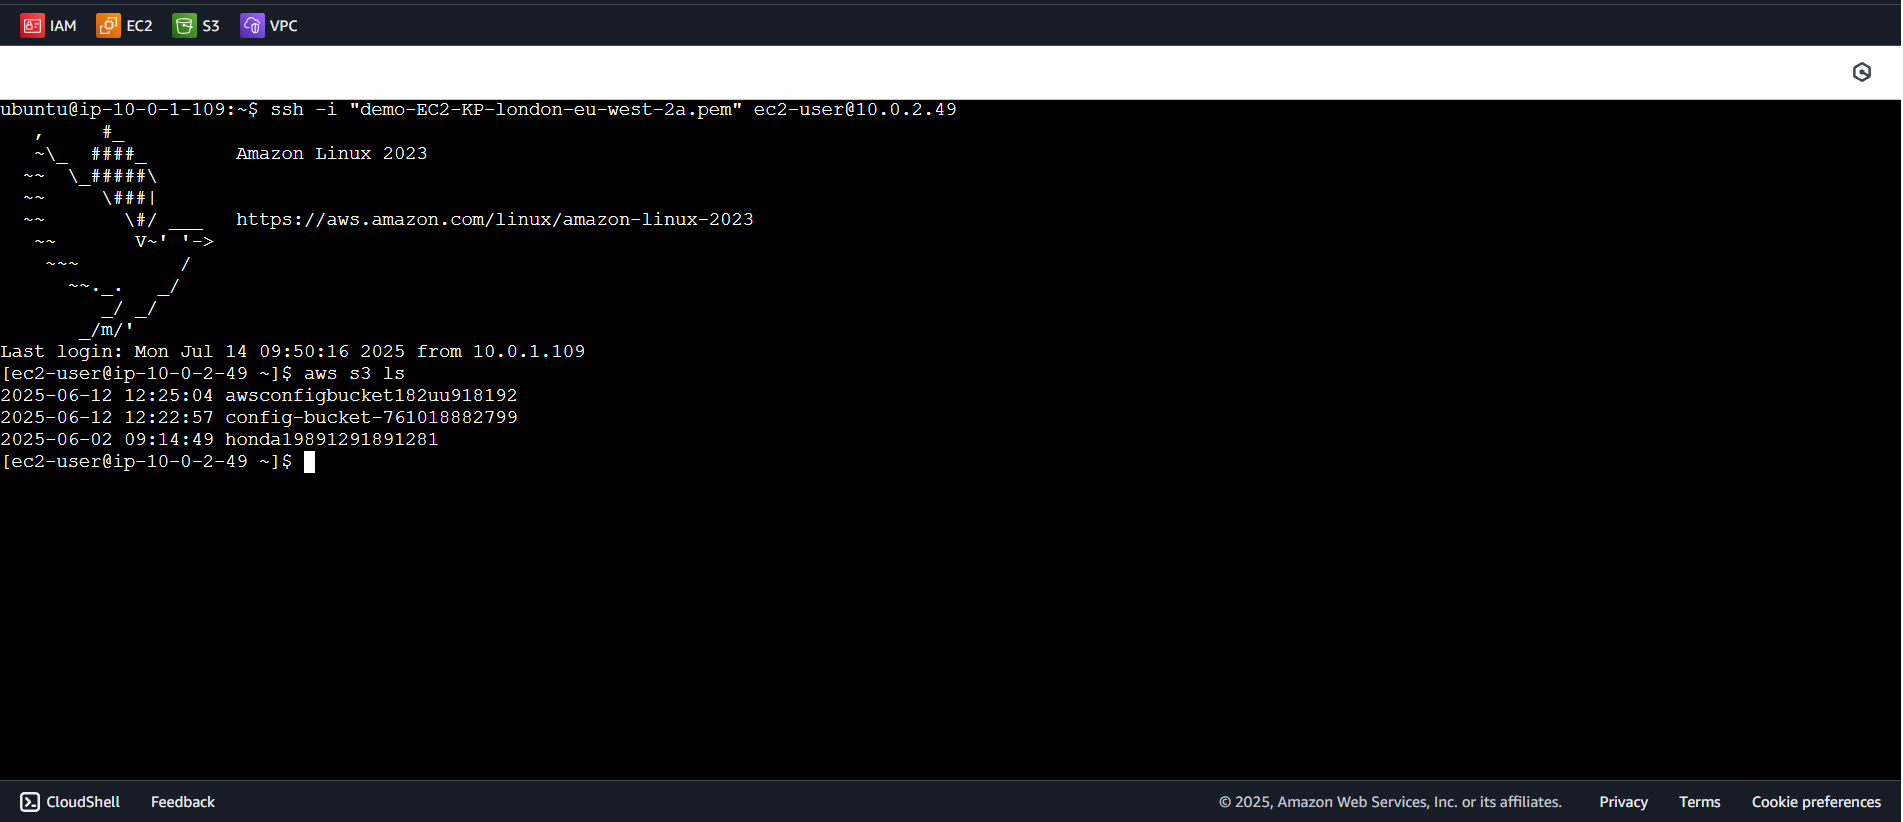 IAM EC2 S3 VPC
ubuntu@ip-10-0-1-109:~$ ssh -i "demo-EC2-KP-london-eu-west-2a.pem" ec2-user@10.0.2.49
   ,     #_
   ~\_  ####_        Amazon Linux 2023
  ~~  \_#####\
  ~~     \###|
  ~~       \#/ ___   https://aws.amazon.com/linux/amazon-linux-2023
   ~~       V~' '->
    ~~~         /
      ~~._.   _/
         _/ _/
       _/m/'
Last login: Mon Jul 14 09:50:16 2025 from 10.0.1.109
[ec2-user@ip-10-0-2-49 ~]$ aws s3 ls
2025-06-12 12:25:04 awsconfigbucket182uu918192
2025-06-12 12:22:57 config-bucket-761018882799
2025-06-02 09:14:49 honda19891291891281
[ec2-user@ip-10-0-2-49 ~]$
CloudShell Feedback © 2025, Amazon Web Services, Inc. or its affiliates. Privacy Terms Cookie preferences